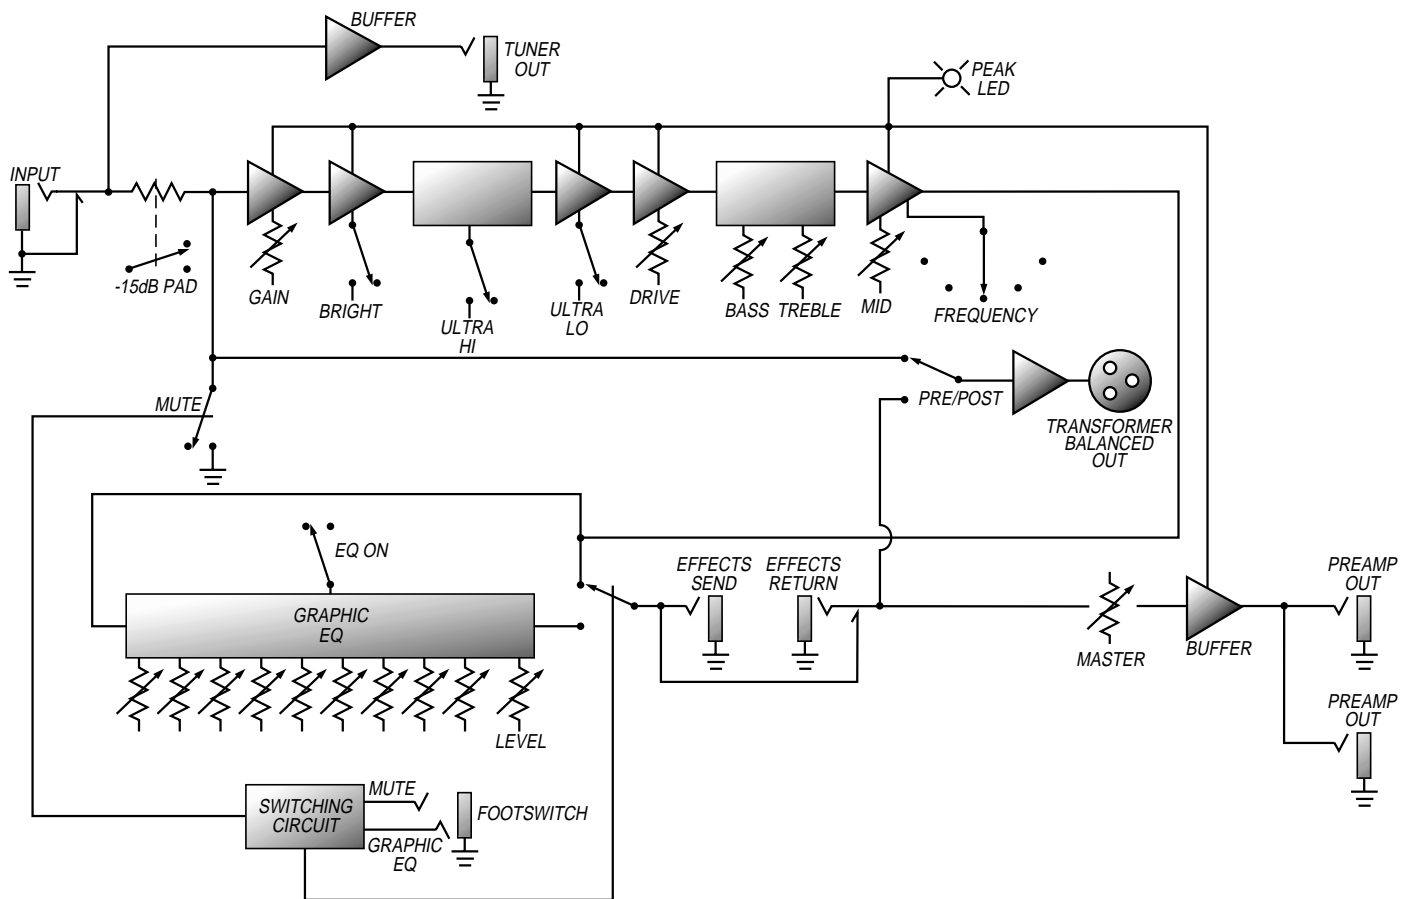 BUFFER
TUNER
OUT
PEAK
LED
INPUT
-15dB PAD
GAIN
BRIGHT
ULTRA
HI
ULTRA
LO
DRIVE
BASS
TREBLE
MID
FREQUENCY
MUTE
PRE/POST
TRANSFORMER
BALANCED
OUT
EQ ON
GRAPHIC
EQ
LEVEL
EFFECTS
SEND
EFFECTS
RETURN
MASTER
BUFFER
PREAMP
OUT
PREAMP
OUT
SWITCHING
CIRCUIT
MUTE
GRAPHIC
EQ
FOOTSWITCH